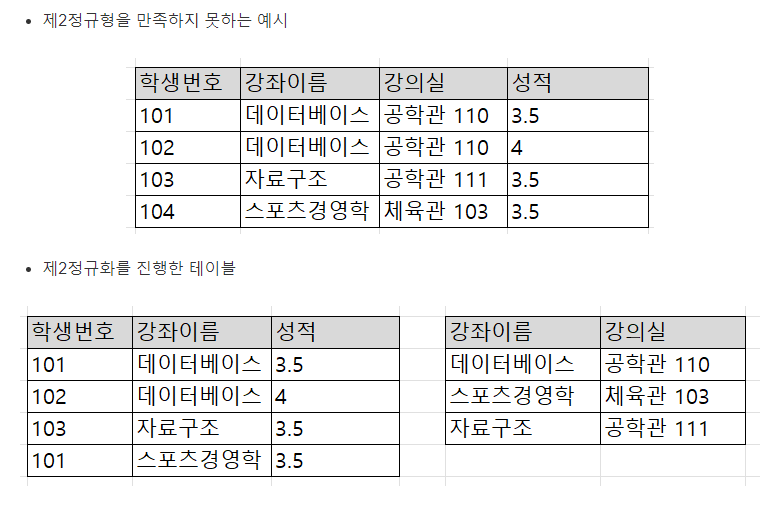 제2정규형을 만족하지 못하는 예시
학생번호 강좌이름 강의실 성적
101 데이터베이스 공학관 110 3.5
102 데이터베이스 공학관 110 4
103 자료구조 공학관 111 3.5
104 스포츠경영학 체육관 103 3.5
제2정규화를 진행한 테이블
학생번호 강좌이름 성적
101 데이터베이스 3.5
102 데이터베이스 4
103 자료구조 3.5
101 스포츠경영학 3.5
강좌이름 강의실
데이터베이스 공학관 110
스포츠경영학 체육관 103
자료구조 공학관 111